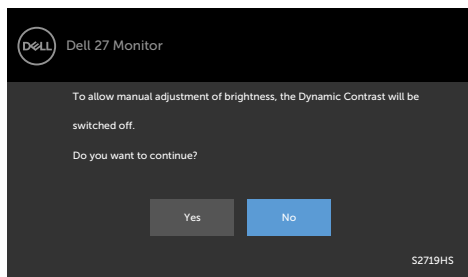 DELL
Dell 27 Monitor
To allow manual adjustment of brightness, the Dynamic Contrast will be
switched off.
Do you want to continue?
Yes
No
S2719HS